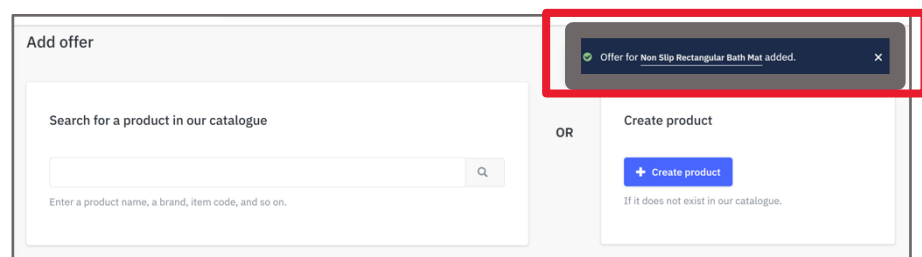 Add offer
Offer for Non Slip Rectangular Bath Mat added.
Search for a product in our catalogue
Enter a product name, a brand, item code, and so on.
OR
Create product
Create product
If it does not exist in our catalogue.